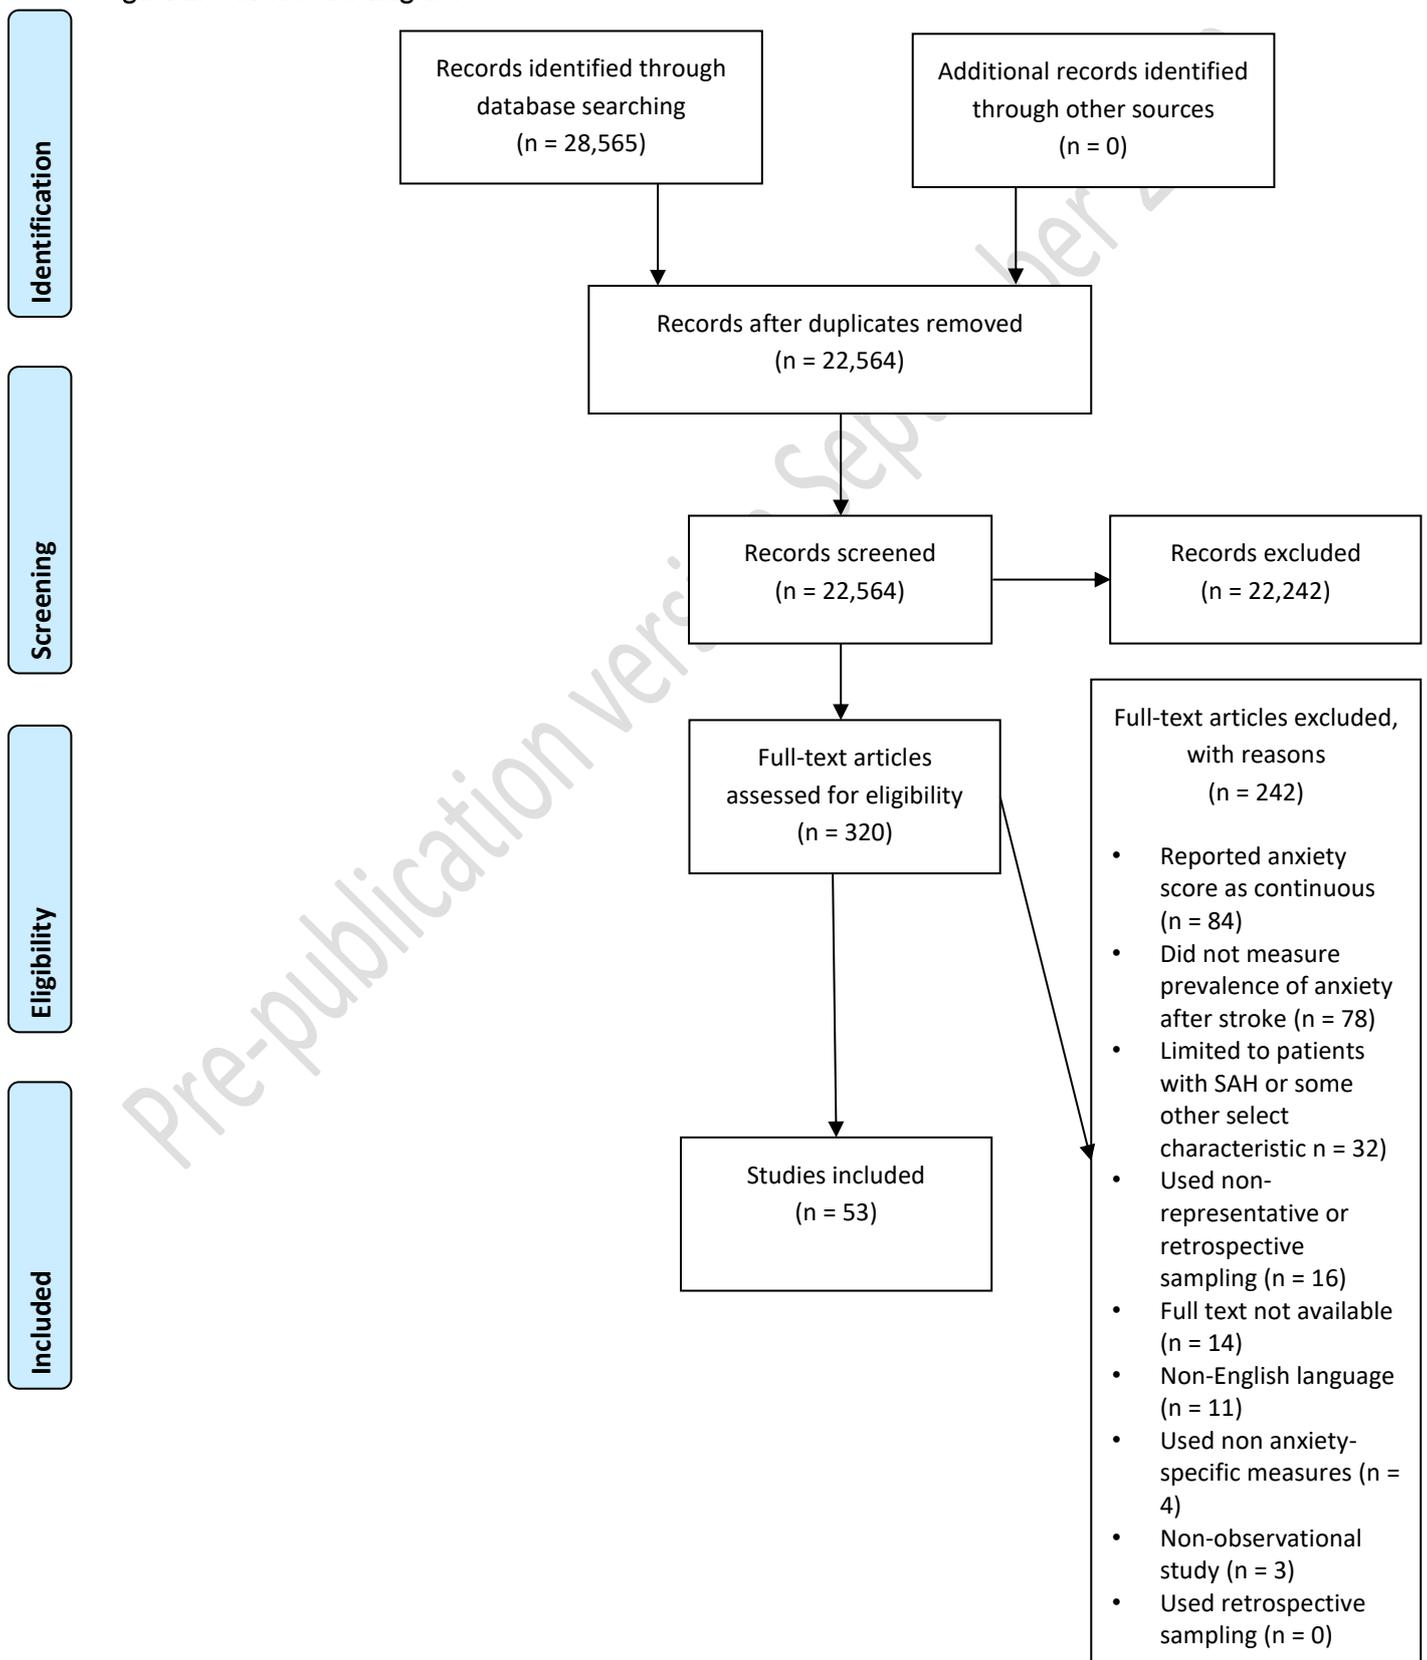 Identification
Records identified through
database searching
(n = 28,565)
Additional records identified
through other sources
(n = 0)
Records after duplicates removed
(n = 22,564)
Screening
Records screened
(n = 22,564)
Records excluded
(n = 22,242)
Eligibility
Full-text articles
assessed for eligibility
(n = 320)
Full-text articles excluded,
with reasons
(n = 242)
• Reported anxiety
score as continuous
(n = 84)
• Did not measure
prevalence of anxiety
after stroke (n = 78)
• Limited to patients
with SAH or some
other select
characteristic n = 32)
• Used non-
representative or
retrospective
sampling (n = 16)
• Full text not available
(n = 14)
• Non-English language
(n = 11)
• Used non anxiety-
specific measures (n =
4)
• Non-observational
study (n = 3)
• Used retrospective
sampling (n = 0)
Included
Studies included
(n = 53)
Pre-publication